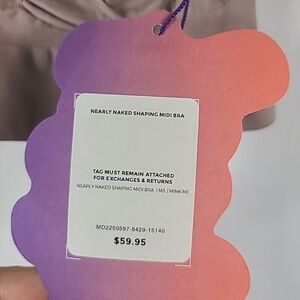 NEARLY NAKED SHAPING MIDI BRA
TAG MUST REMAIN ATTACHED
FOR EXCHANGES & RETURNS
NEARLY NAKED SHAPING MIDI BRA | M/L | MINK ME
MD2250597-8429-15140
$59.95